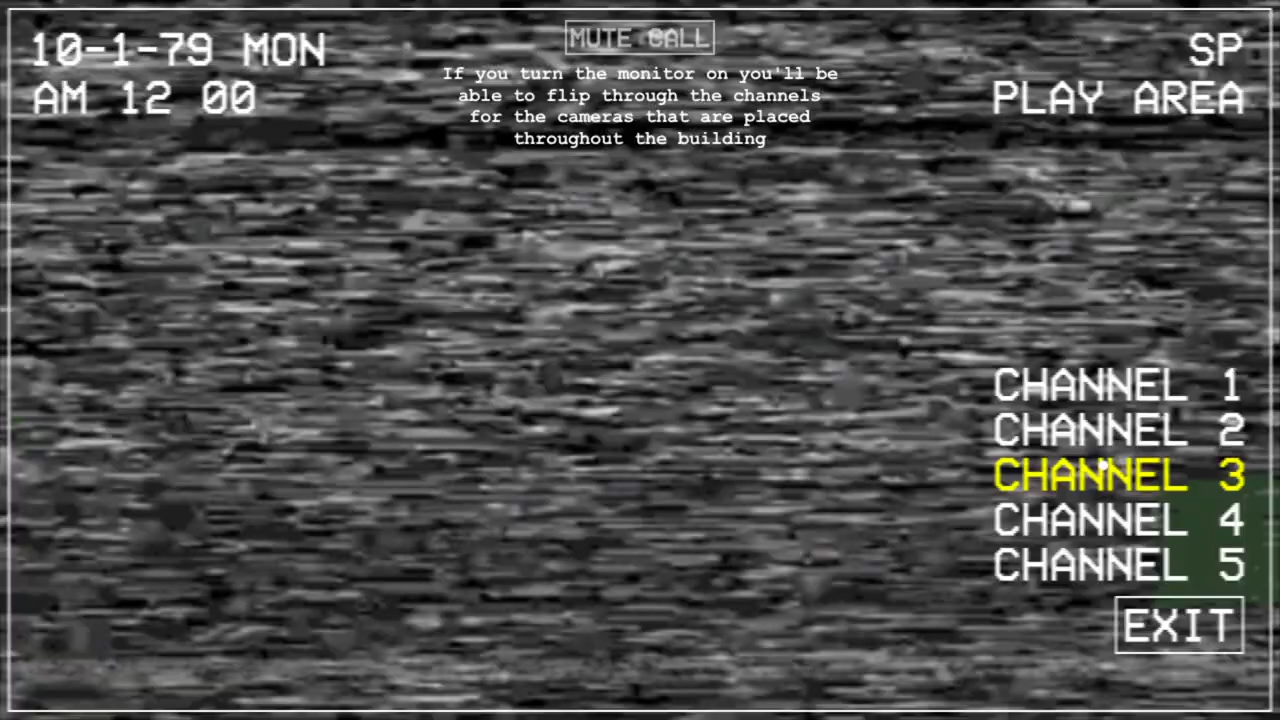 10-1-79 MON
AM 12 00
MUTE CALL
If you turn the monitor on you'll be
able to flip through the channels
for the cameras that are placed
throughout the building
SP
PLAY AREA
CHANNEL 1
CHANNEL 2
CHANNEL 3
CHANNEL 4
CHANNEL 5
EXIT